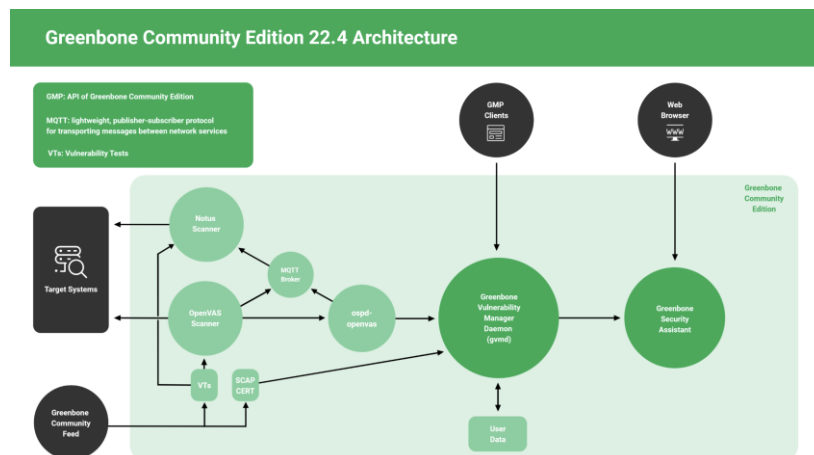 Greenbone Community Edition 22.4 Architecture
GMP: API of Greenbone Community Edition
MQTT: lightweight, publisher-subscriber protocol
for transporting messages between network services
VTs: Vulnerability Tests
GMP
Clients
Web
Browser
WWW
Greenbone
Community
Edition
Notus
Scanner
Target Systems
MQTT
Broker
OpenVAS
Scanner
ospd-
openvas
Greenbone
Vulnerability
Manager
Daemon
(gvmd)
Greenbone
Security
Assistant
VTs
SCAP
CERT
Greenbone
Community
Feed
User
Data